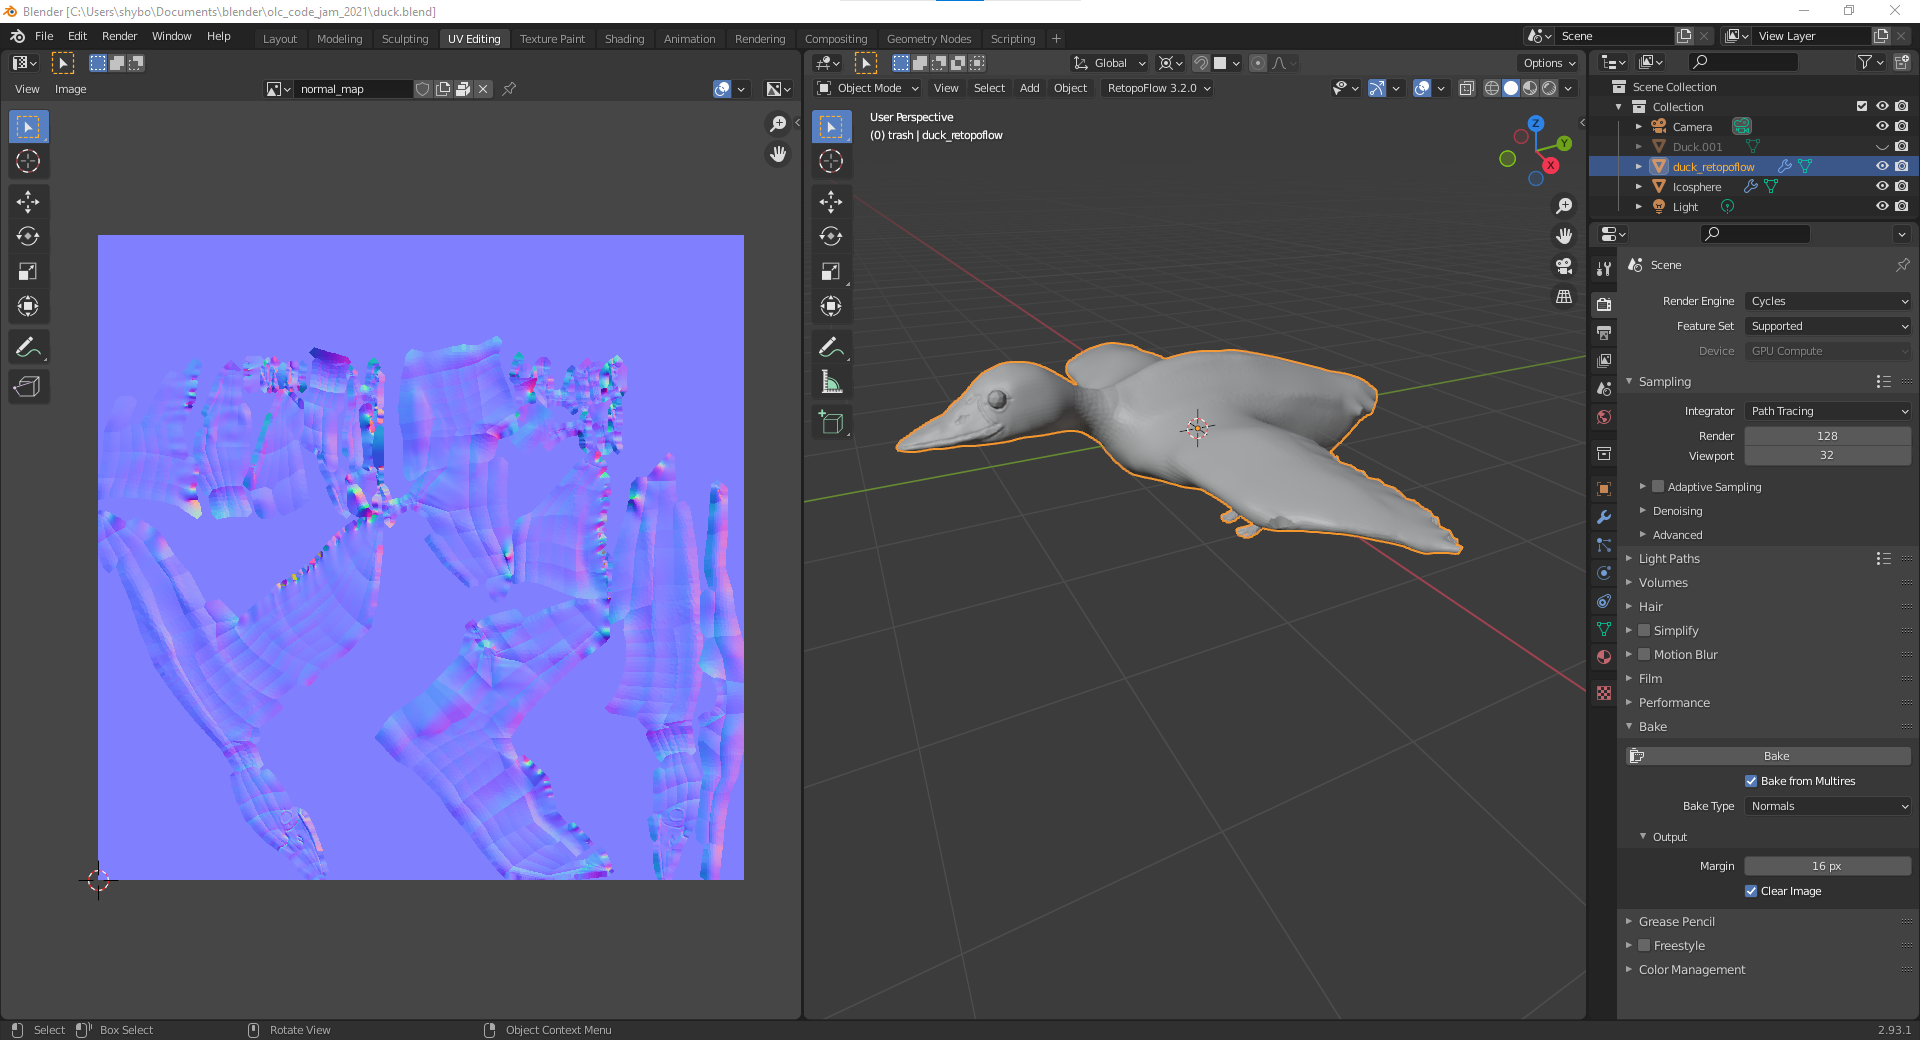 Blender [C:\Users\shybo\Documents\blender\olc_code_jam_2021\duck.blend]
File Edit Render Window Help Layout Modeling Sculpting UV Editing Texture Paint Shading Animation Rendering Compositing Geometry Nodes Scripting + Scene View Layer
Global Options
View Image normal_map Object Mode View Select Add Object RetopoFlow 3.2.0
User Perspective
(0) trash | duck_retopoflow
Z
Y
X
Scene Collection
Collection
Camera
Duck.001
duck_retopoflow
Icosphere
Light
Scene
Render Engine Cycles
Feature Set Supported
Device GPU Compute
Sampling
Integrator Path Tracing
Render 128
Viewport 32
Adaptive Sampling
Denoising
Advanced
Light Paths
Volumes
Hair
Simplify
Motion Blur
Film
Performance
Bake
Bake
Bake from Multires
Bake Type Normals
Output
Margin 16 px
Clear Image
Grease Pencil
Freestyle
Color Management
Select Box Select Rotate View Object Context Menu 2.93.1